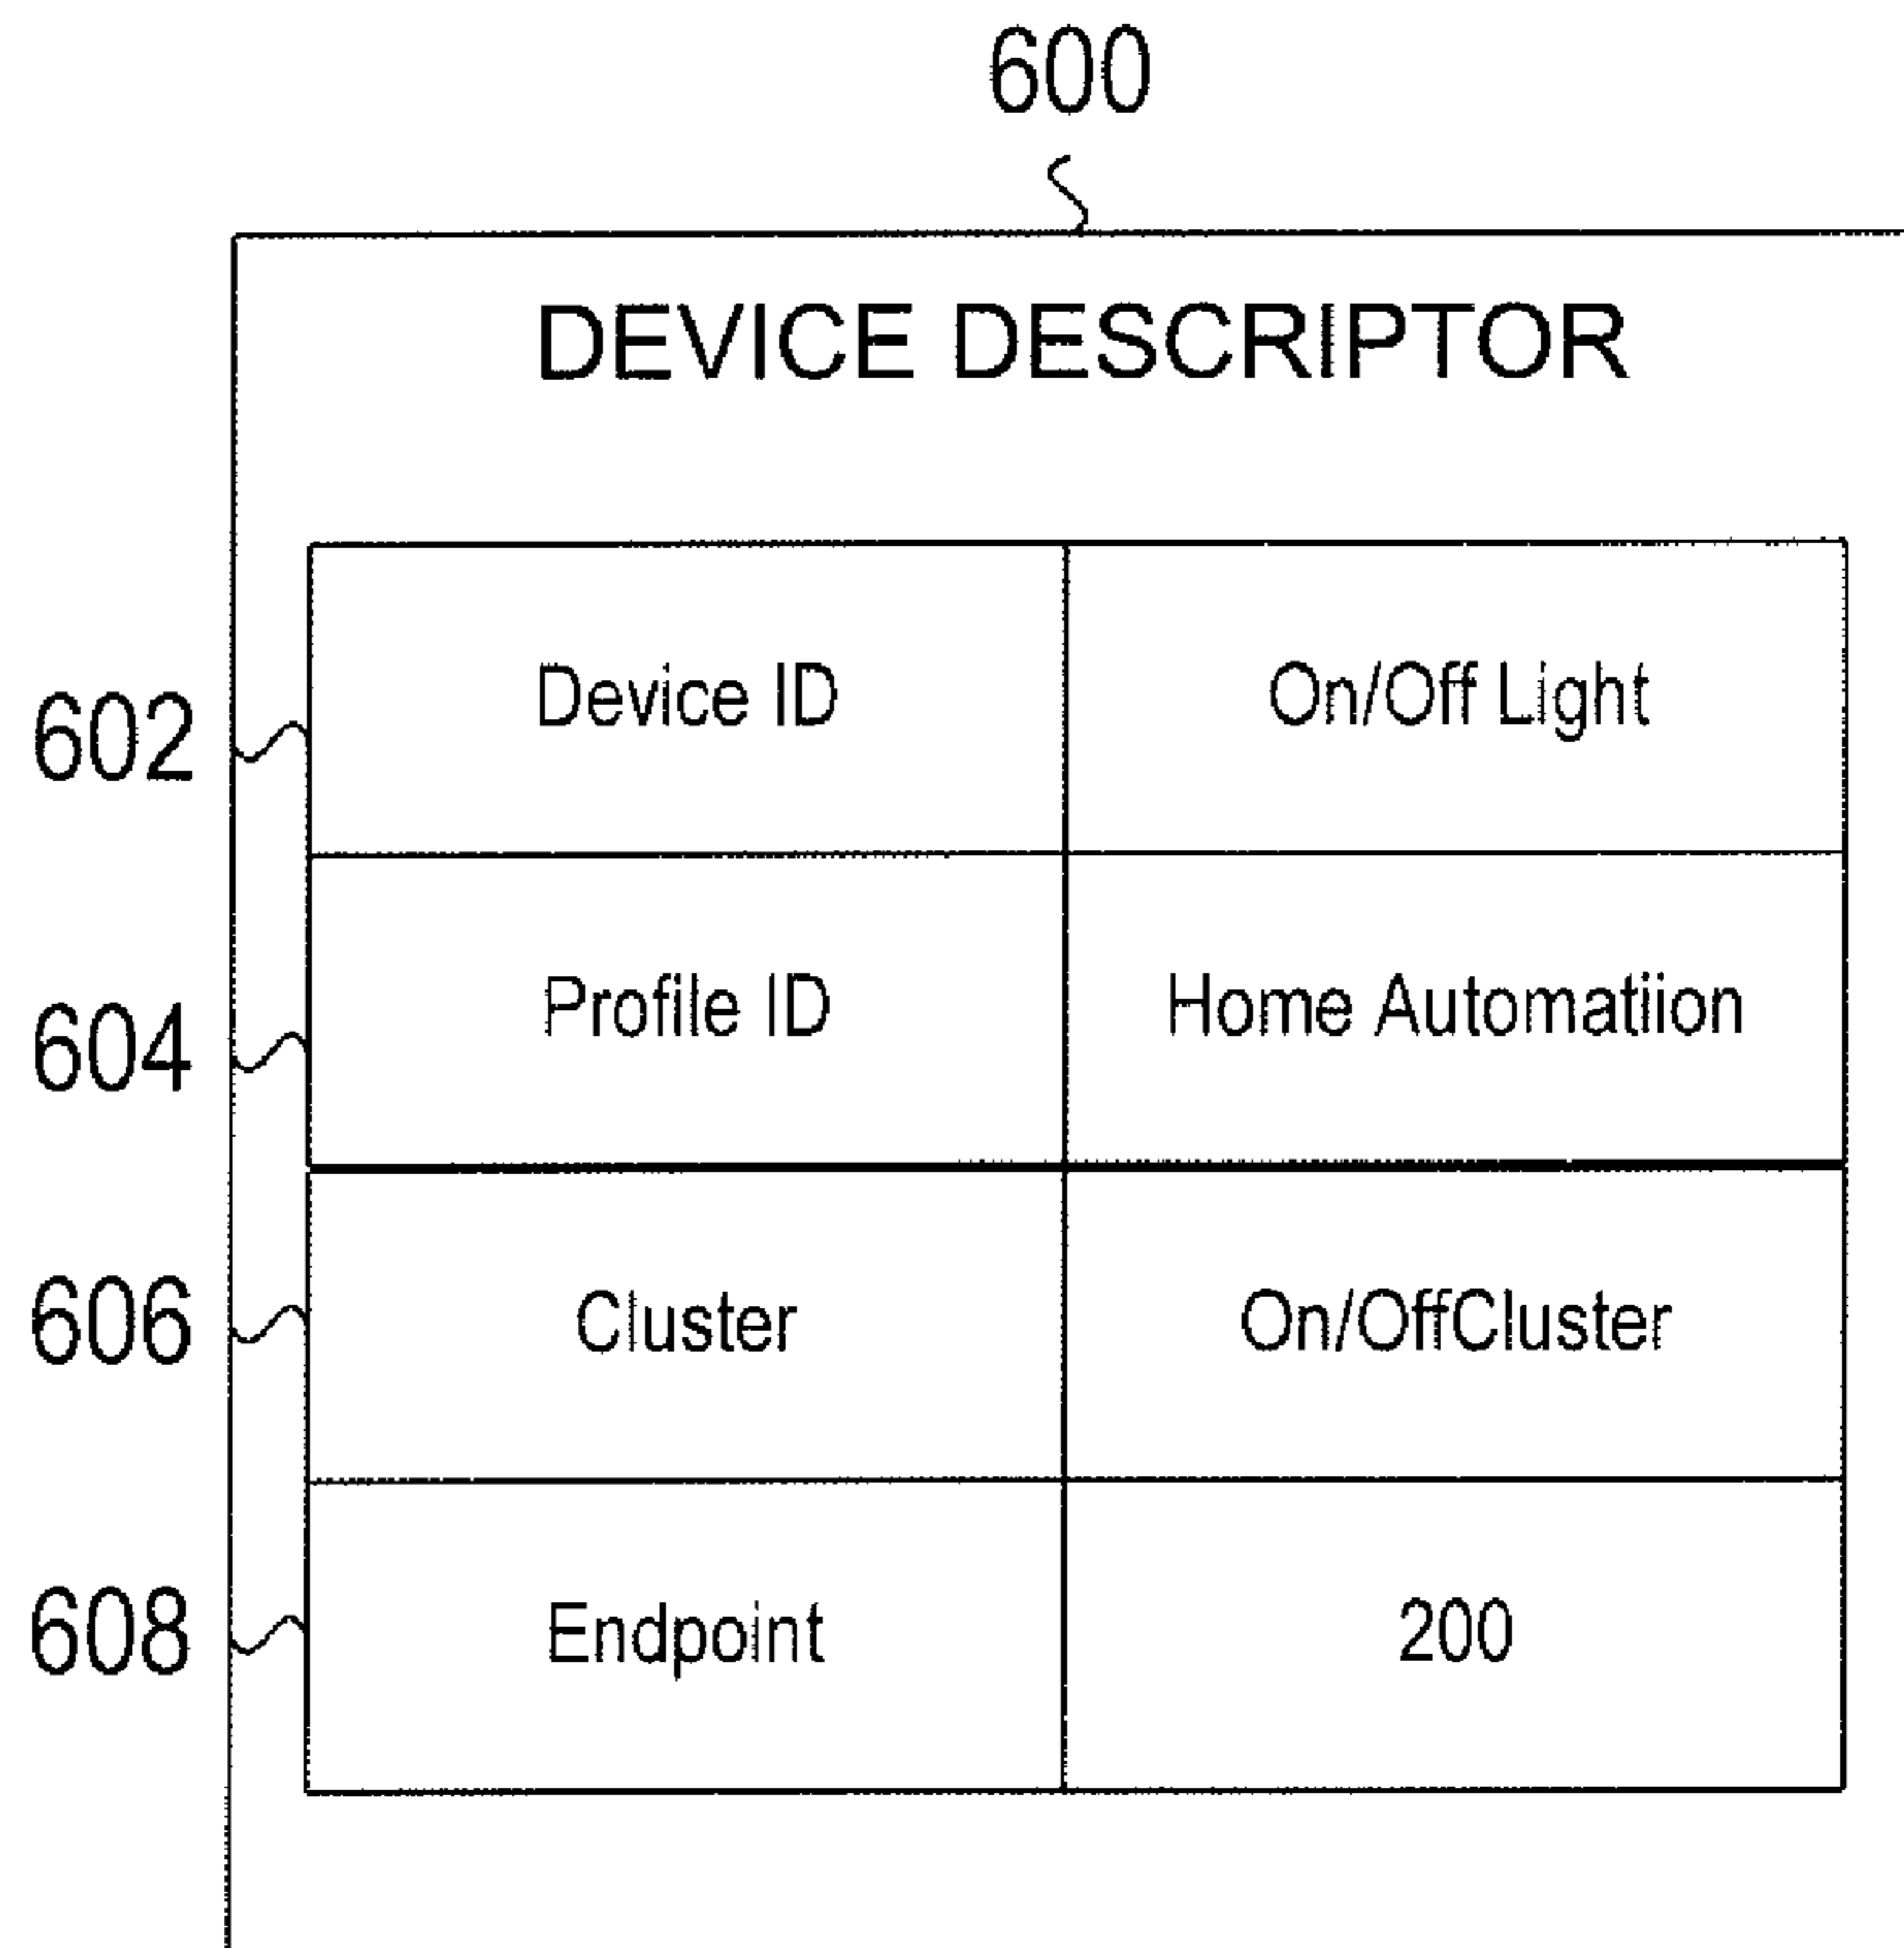 600
DEVICE DESCRIPTOR
602 Device ID On/Off Light
604 Profile ID Home Automatiion
606 Cluster On/OffCluster
608 Endpoint 200